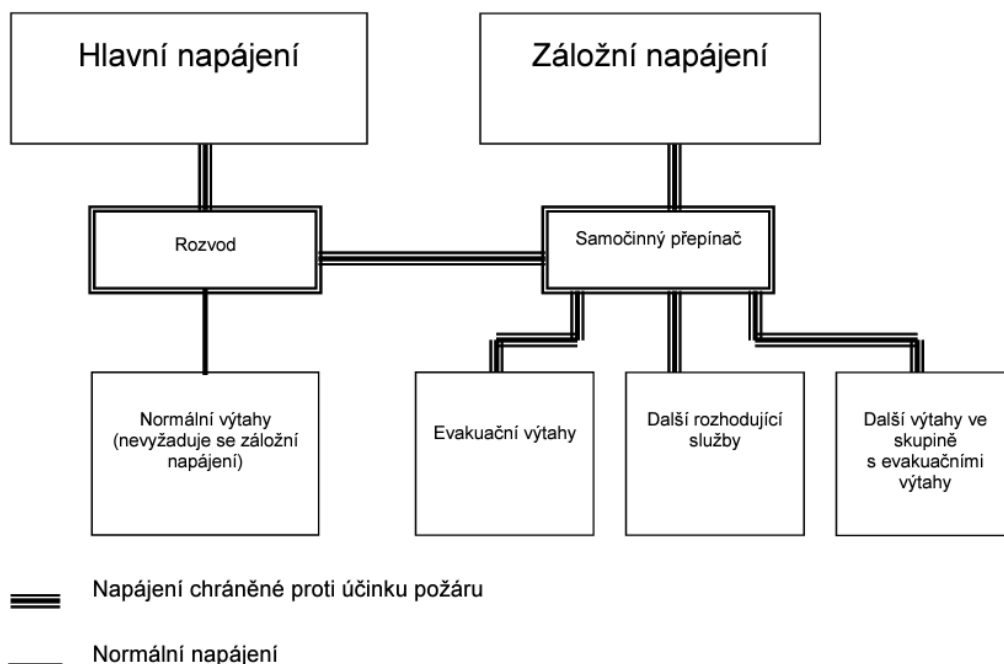 Hlavní napájení
Záložní napájení
Rozvod
Samočinný přepínač
Normální výtahy
(nevyžaduje se záložní
napájení)
Evakuační výtahy
Další rozhodující
služby
Další výtahy ve
skupině
s evakuačními
výtahy
Napájení chráněné proti účinku požáru
Normální napájení